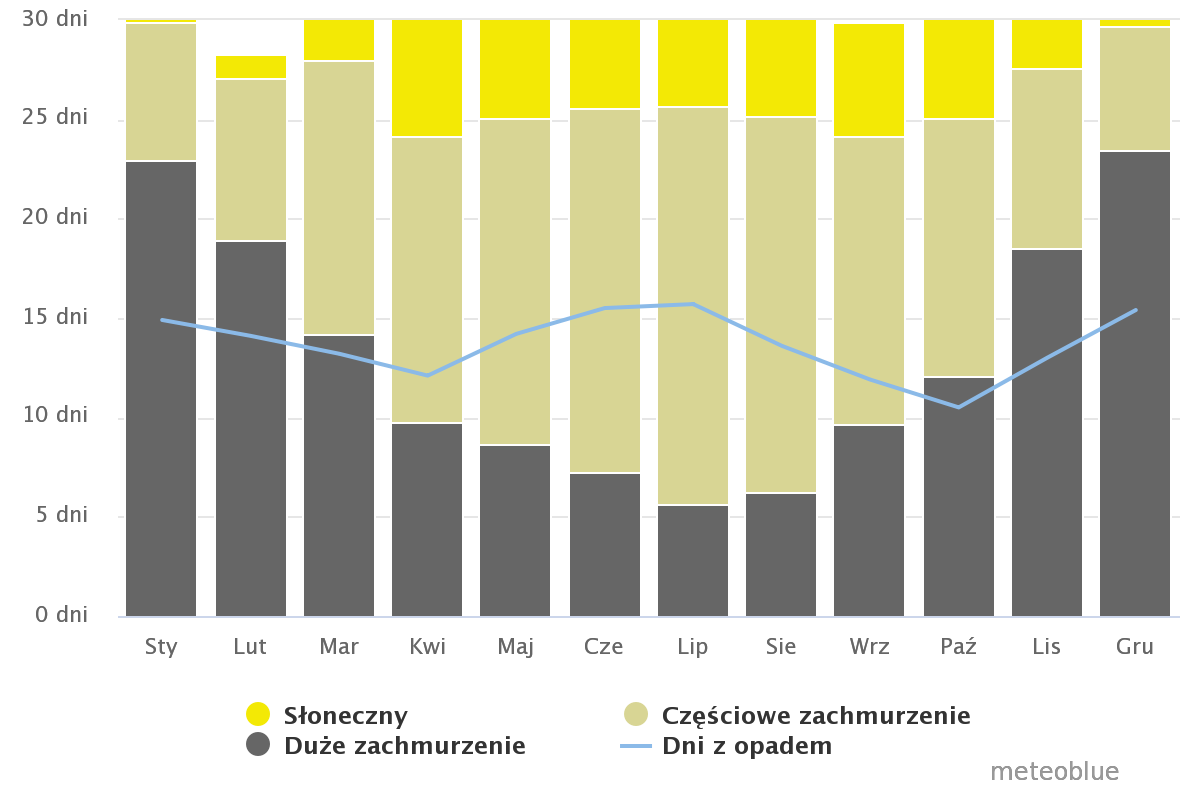 30 dni
25 dni
20 dni
15 dni
10 dni
5 dni
0 dni
Sty Lut Mar Kwi Maj Cze Lip Sie Wrz Paź Lis Gru
Słoneczny Częściowe zachmurzenie
Duże zachmurzenie Dni z opadem
meteoblue